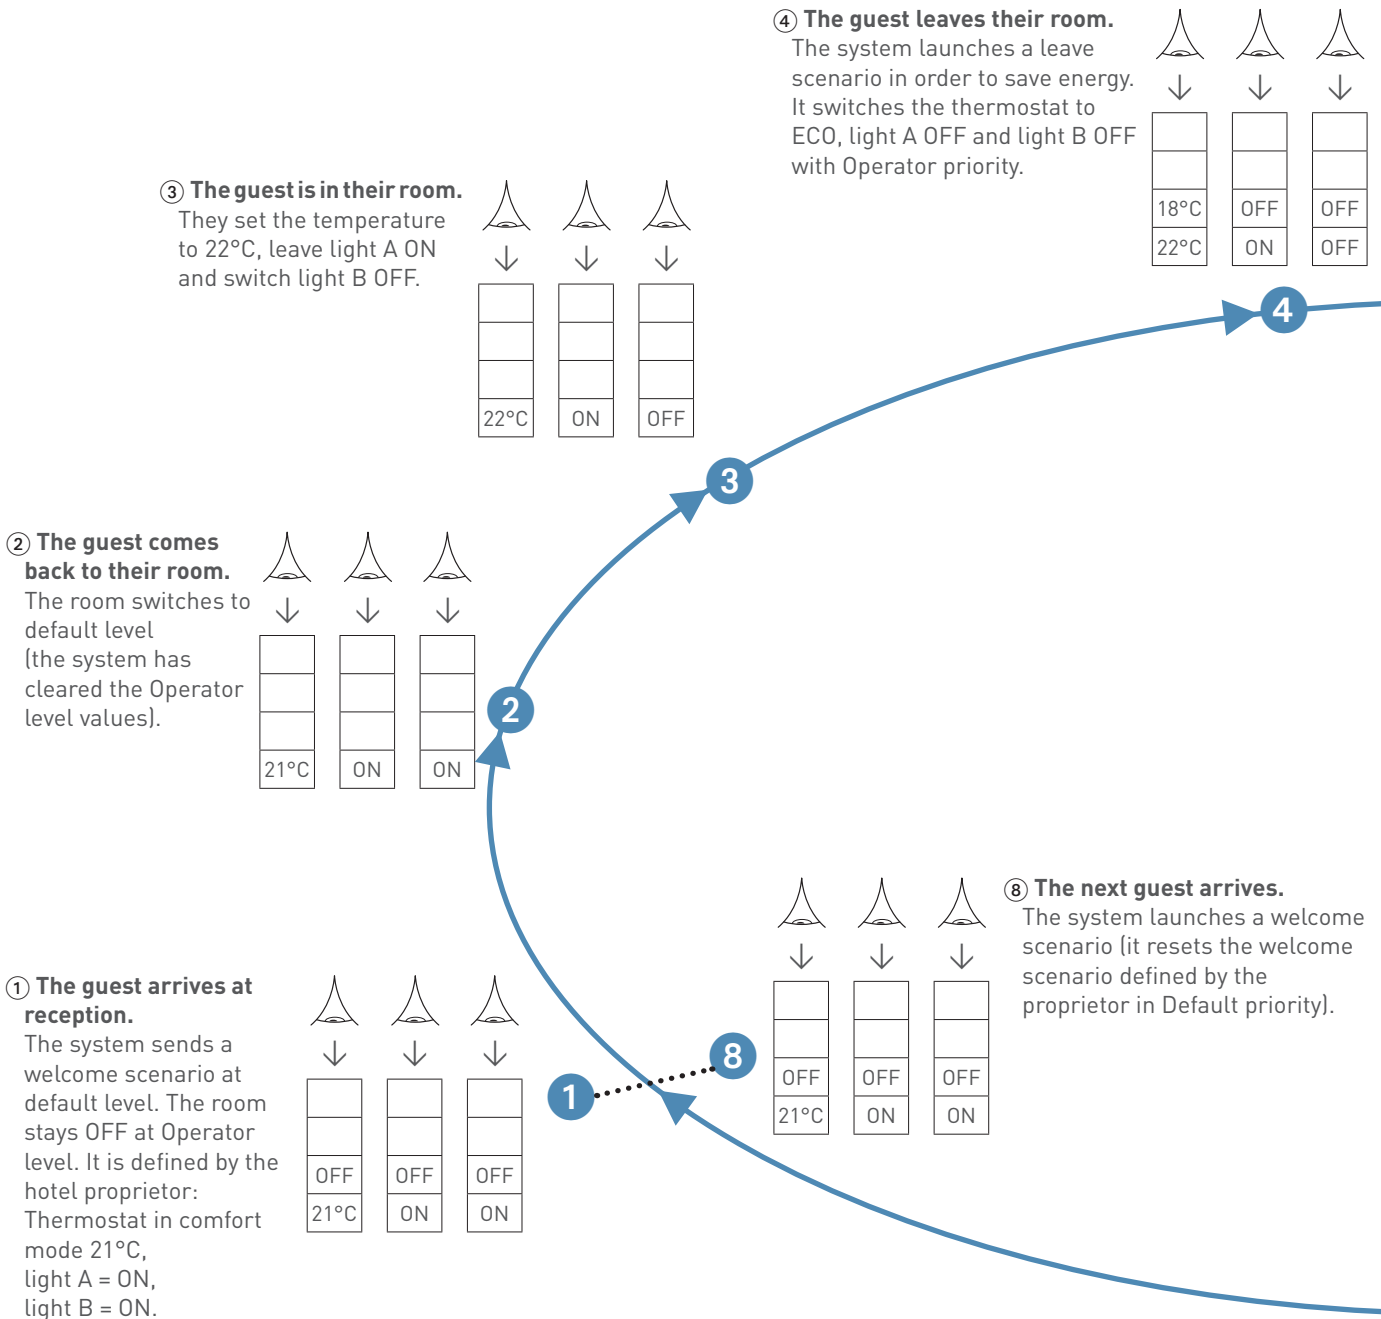 ④ The guest leaves their room.
The system launches a leave
scenario in order to save energy.
It switches the thermostat to
ECO, light A OFF and light B OFF
with Operator priority.
18°C OFF OFF
22°C ON OFF
③ The guest is in their room.
They set the temperature
to 22°C, leave light A ON
and switch light B OFF.
22°C ON OFF
4
3
② The guest comes
back to their room.
The room switches to
default level
(the system has
cleared the Operator
level values).
21°C ON ON
2
⑧ The next guest arrives.
The system launches a welcome
scenario (it resets the welcome
scenario defined by the
proprietor in Default priority).
OFF OFF OFF
21°C ON ON
8
1
① The guest arrives at
reception.
The system sends a
welcome scenario at
default level. The room
stays OFF at Operator
level. It is defined by the
hotel proprietor:
Thermostat in comfort
mode 21°C,
light A = ON,
light B = ON.
OFF OFF OFF
21°C ON ON